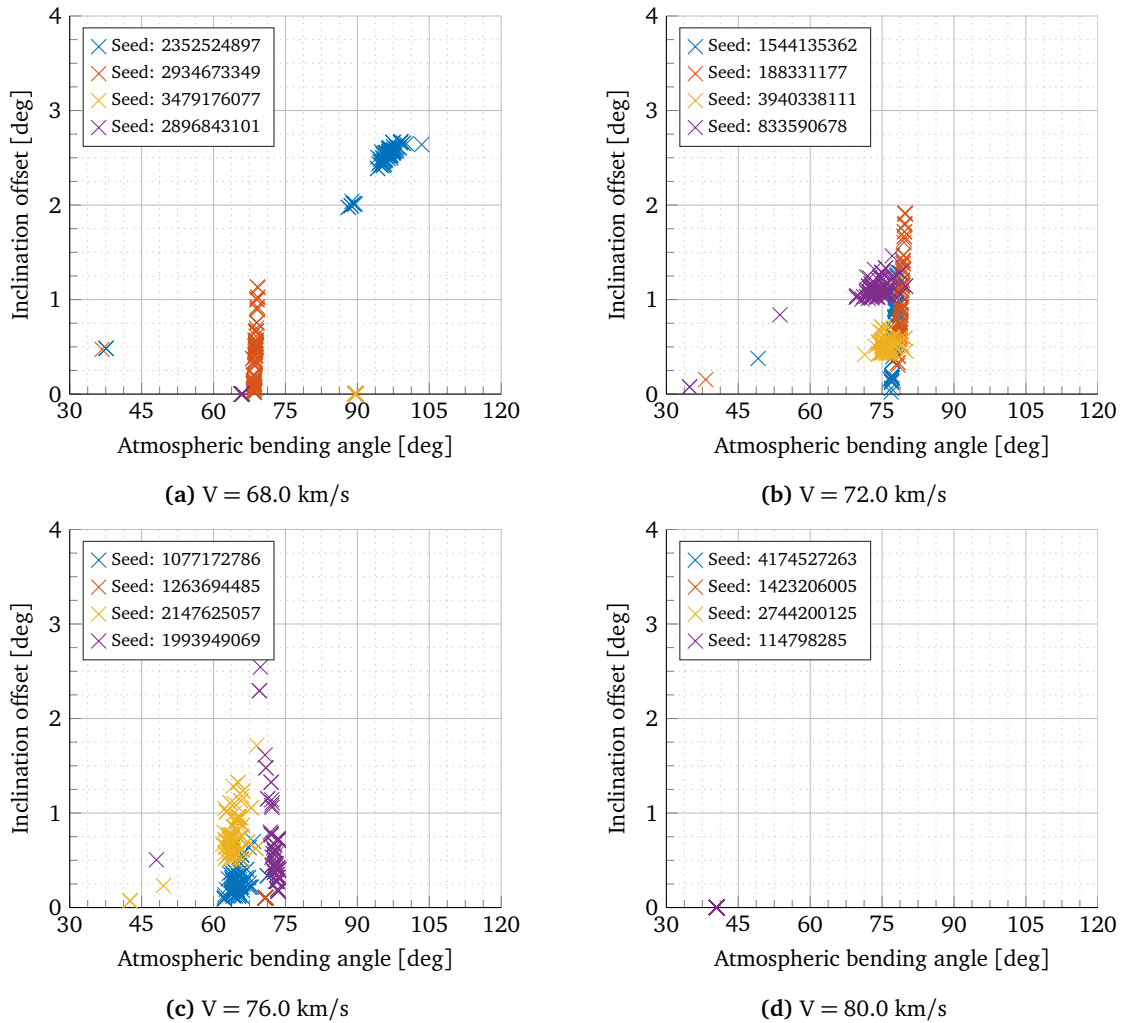 4
3
2
1
0
Inclination offset [deg]
Seed: 2352524897
Seed: 2934673349
Seed: 3479176077
Seed: 2896843101
30 45 60 75 90 105 120
Atmospheric bending angle [deg]
(a) V = 68.0 km/s
4
3
2
1
0
Inclination offset [deg]
Seed: 1544135362
Seed: 188331177
Seed: 3940338111
Seed: 833590678
30 45 60 75 90 105 120
Atmospheric bending angle [deg]
(b) V = 72.0 km/s
4
3
2
1
0
Inclination offset [deg]
Seed: 1077172786
Seed: 1263694485
Seed: 2147625057
Seed: 1993949069
30 45 60 75 90 105 120
Atmospheric bending angle [deg]
(c) V = 76.0 km/s
4
3
2
1
0
Inclination offset [deg]
Seed: 4174527263
Seed: 1423206005
Seed: 2744200125
Seed: 114798285
30 45 60 75 90 105 120
Atmospheric bending angle [deg]
(d) V = 80.0 km/s